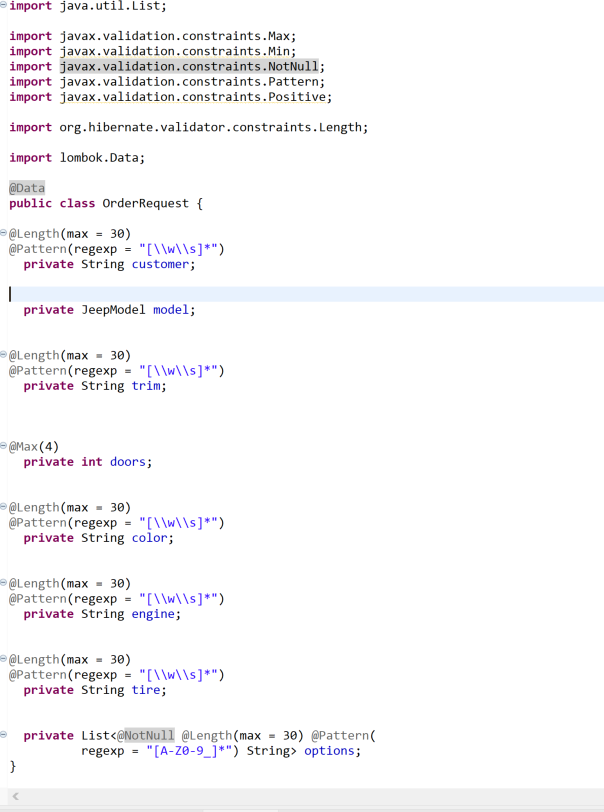 import java.util.List;
import javax.validation.constraints.Max;
import javax.validation.constraints.Min;
import javax.validation.constraints.NotNull;
import javax.validation.constraints.Pattern;
import javax.validation.constraints.Positive;
import org.hibernate.validator.constraints.Length;
import lombok.Data;
@Data
public class OrderRequest {
@Length(max = 30)
@Pattern(regexp = "[\\w\\s]*")
private String customer;
private JeepModel model;
@Length(max = 30)
@Pattern(regexp = "[\\w\\s]*")
private String trim;
@Max(4)
private int doors;
@Length(max = 30)
@Pattern(regexp = "[\\w\\s]*")
private String color;
@Length(max = 30)
@Pattern(regexp = "[\\w\\s]*")
private String engine;
@Length(max = 30)
@Pattern(regexp = "[\\w\\s]*")
private String tire;
private List<@NotNull @Length(max = 30) @Pattern(
regexp = "[A-Z0-9_]*") String> options;
}